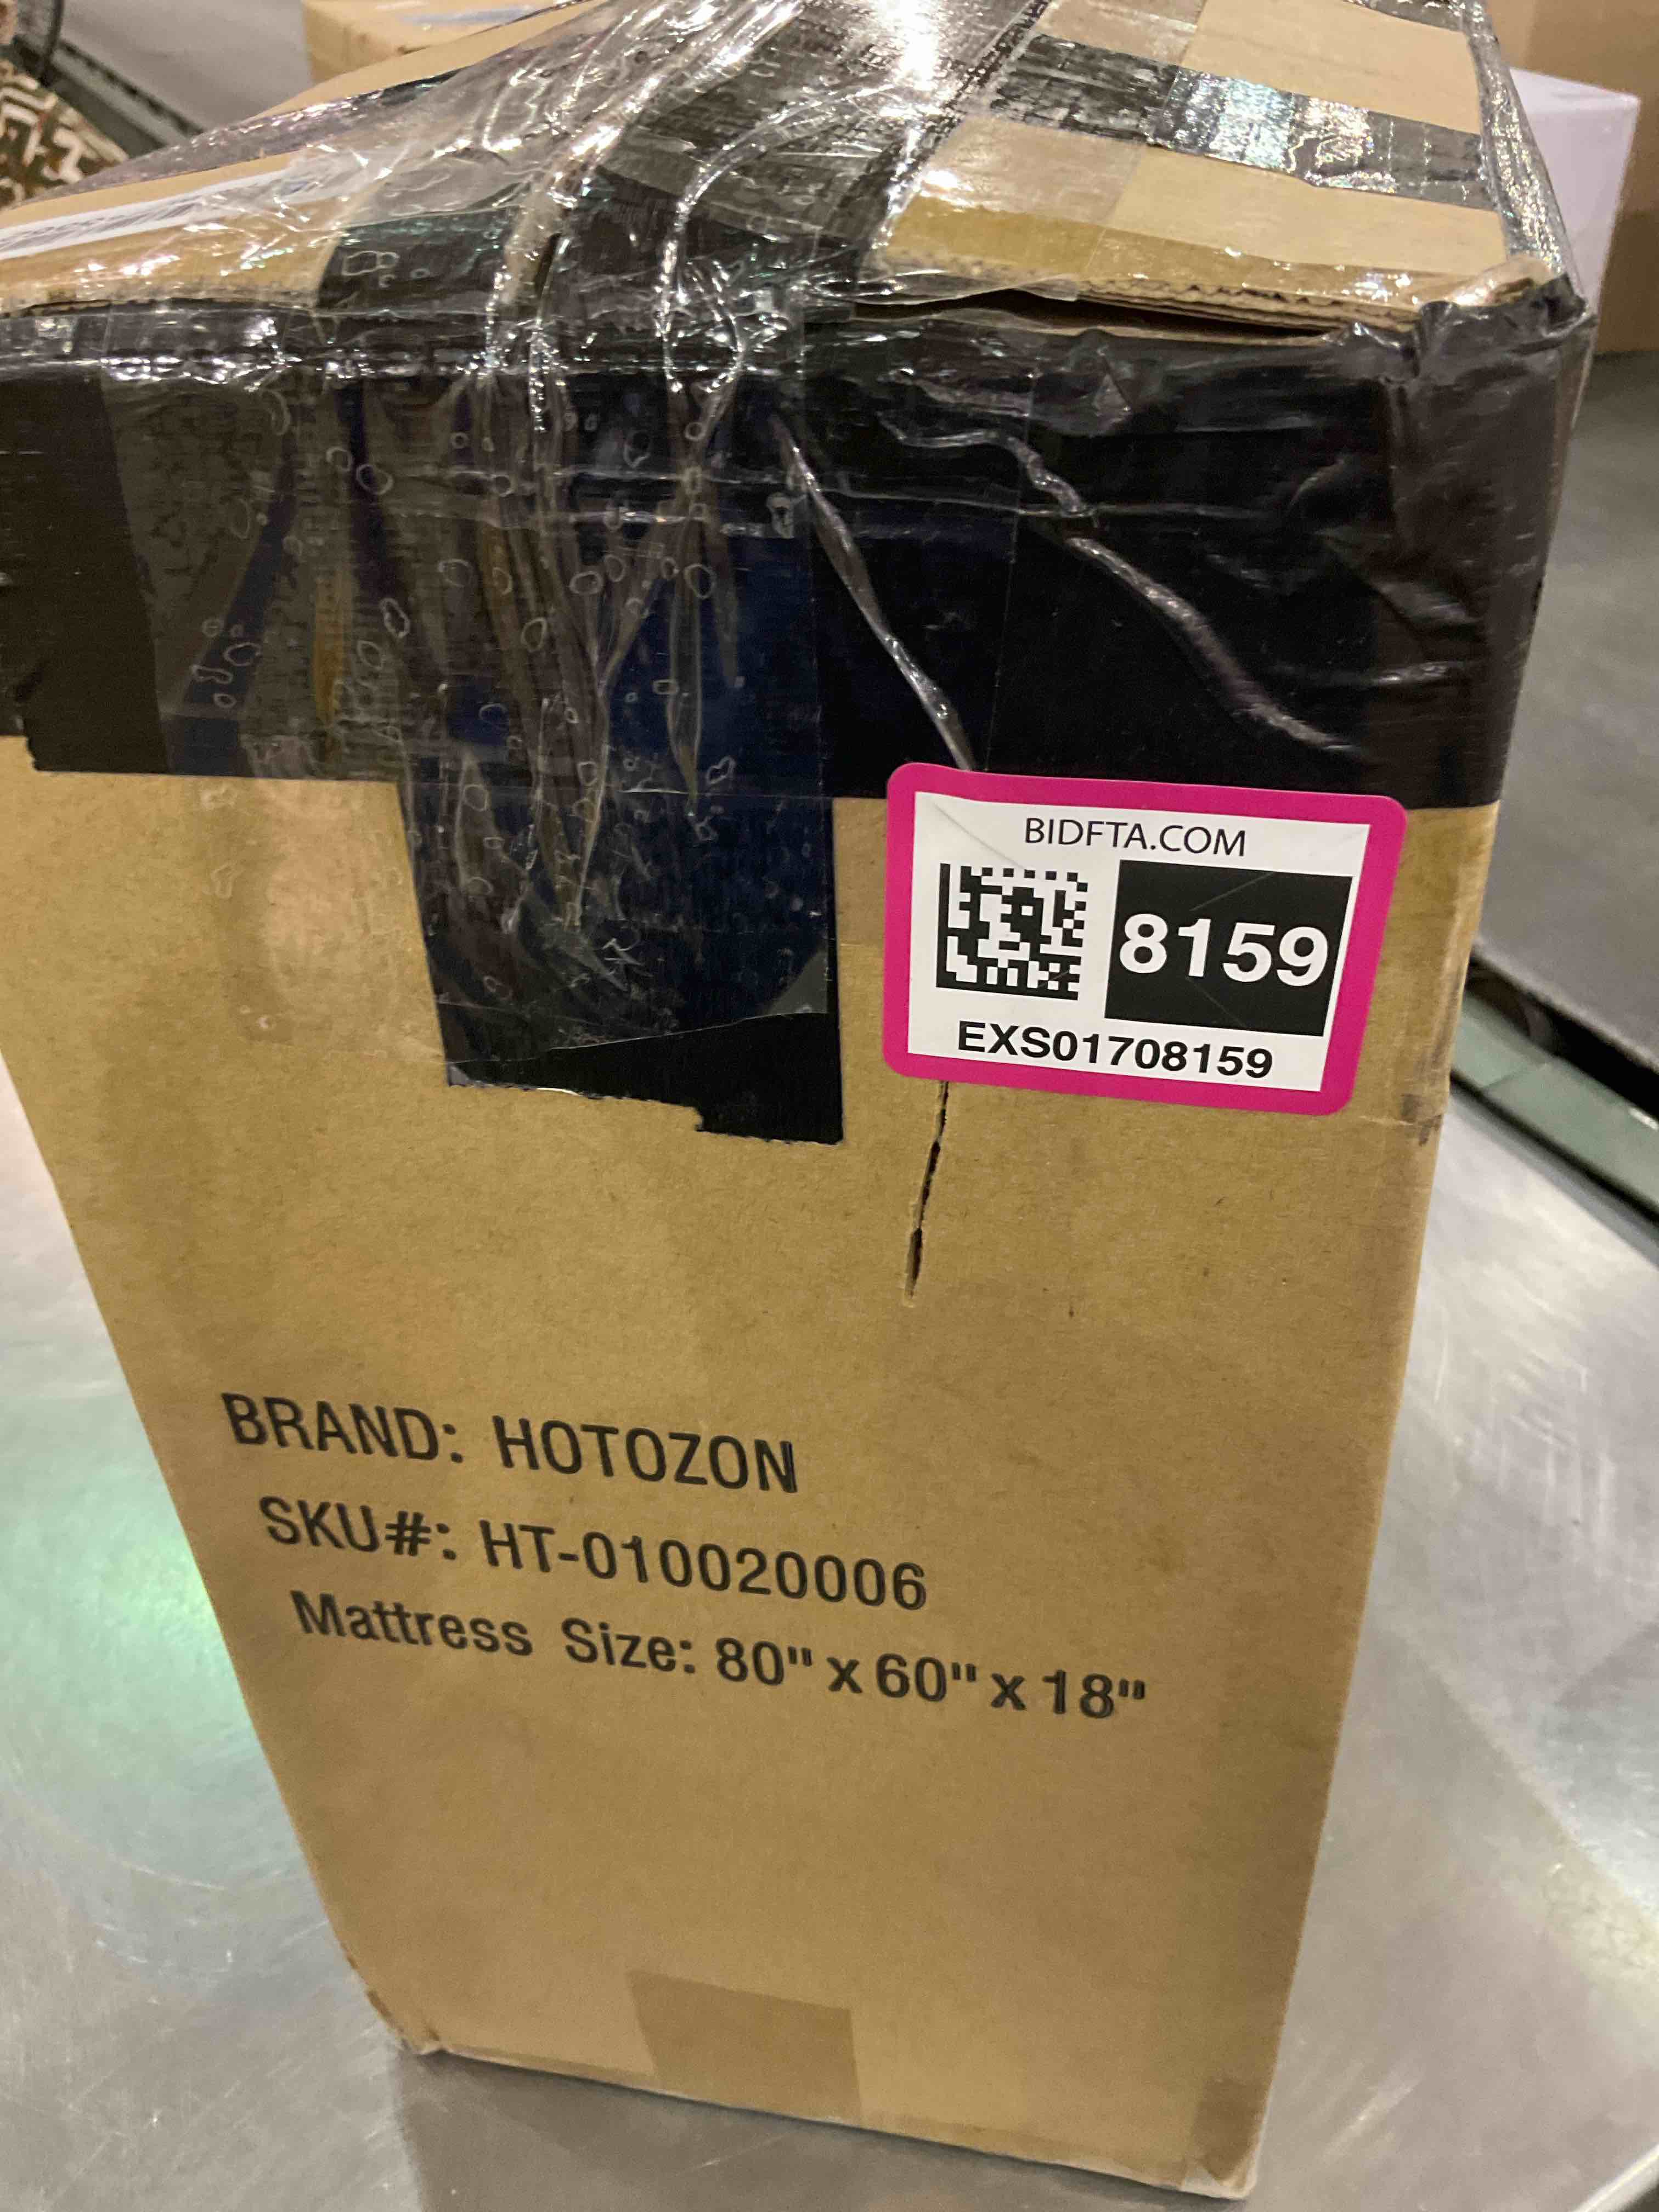 BIDFTA.COM
8159
EXS01708159
BRAND: HOTOZON
SKU#: HT-010020006
Mattress Size: 80" x 60" x 18"